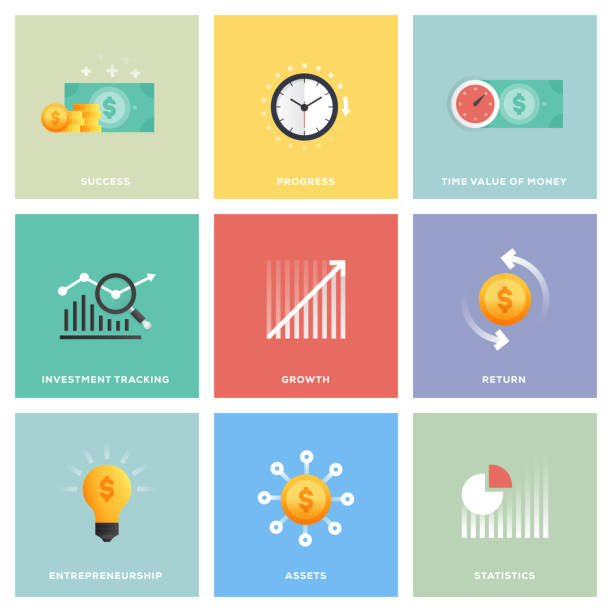 SUCCESS
PROGRESS
TIME VALUE OF MONEY
INVESTMENT TRACKING
GROWTH
RETURN
ENTREPRENEURSHIP
ASSETS
STATISTICS